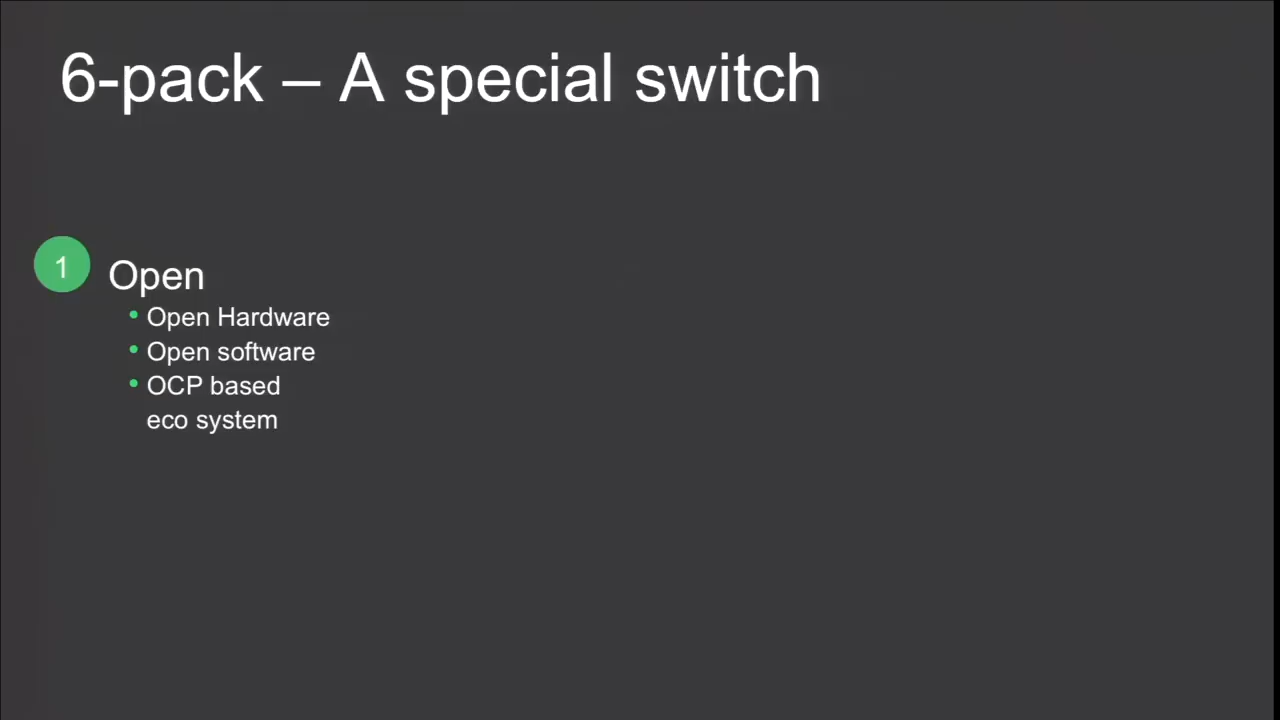 6-pack – A special switch
1
Open
• Open Hardware
• Open software
• OCP based
eco system